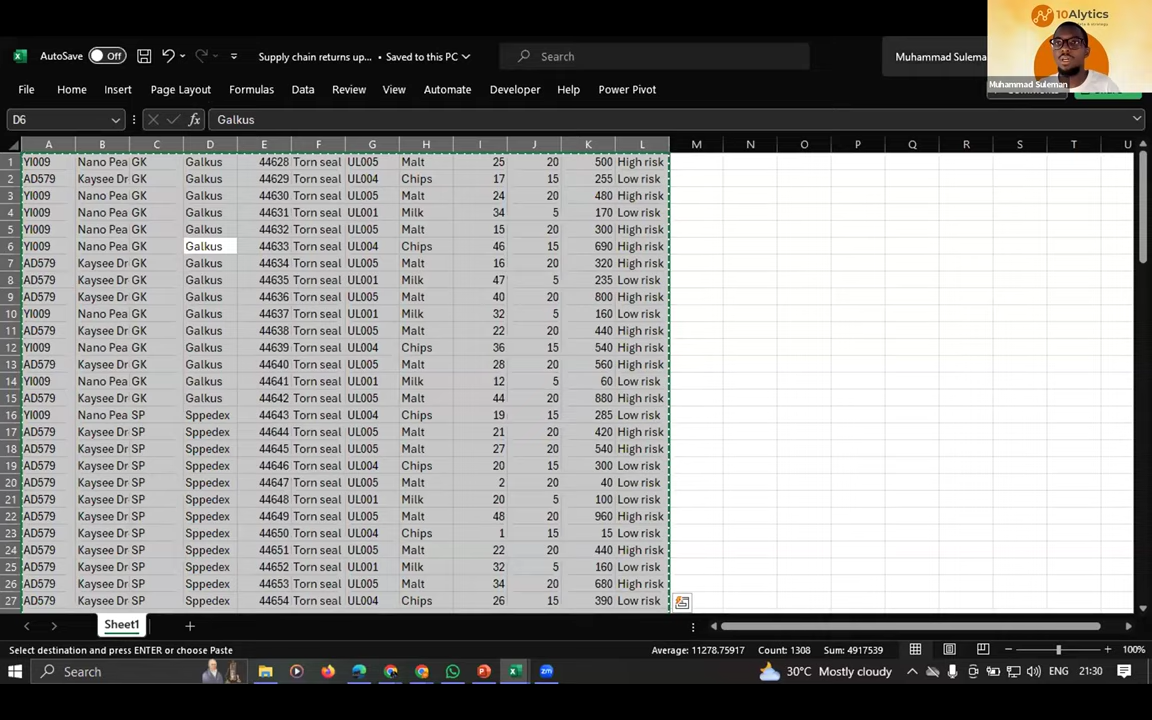 10Alytics
AutoSave Off Supply chain returns up... • Saved to this PC Search Muhammad Sulema
Muhammad Suleman
File Home Insert Page Layout Formulas Data Review View Automate Developer Help Power Pivot
D6 fx Galkus
A B C D E F G H I J K L M N O P Q R S T U
1 YI009 Nano Pea GK Galkus 44628 Torn seal UL005 Malt 25 20 500 High risk
2 AD579 Kaysee Dr GK Galkus 44629 Torn seal UL004 Chips 17 15 255 Low risk
3 YI009 Nano Pea GK Galkus 44630 Torn seal UL005 Malt 24 20 480 High risk
4 YI009 Nano Pea GK Galkus 44631 Torn seal UL001 Milk 34 5 170 Low risk
5 YI009 Nano Pea GK Galkus 44632 Torn seal UL005 Malt 15 20 300 High risk
6 YI009 Nano Pea GK Galkus 44633 Torn seal UL004 Chips 46 15 690 High risk
7 AD579 Kaysee Dr GK Galkus 44634 Torn seal UL005 Malt 16 20 320 High risk
8 AD579 Kaysee Dr GK Galkus 44635 Torn seal UL001 Milk 47 5 235 Low risk
9 AD579 Kaysee Dr GK Galkus 44636 Torn seal UL005 Malt 40 20 800 High risk
10 YI009 Nano Pea GK Galkus 44637 Torn seal UL001 Milk 32 5 160 Low risk
11 AD579 Kaysee Dr GK Galkus 44638 Torn seal UL005 Malt 22 20 440 High risk
12 YI009 Nano Pea GK Galkus 44639 Torn seal UL004 Chips 36 15 540 High risk
13 AD579 Kaysee Dr GK Galkus 44640 Torn seal UL005 Malt 28 20 560 High risk
14 YI009 Nano Pea GK Galkus 44641 Torn seal UL001 Milk 12 5 60 Low risk
15 AD579 Kaysee Dr GK Galkus 44642 Torn seal UL005 Malt 44 20 880 High risk
16 YI009 Nano Pea SP Sppedex 44643 Torn seal UL004 Chips 19 15 285 Low risk
17 AD579 Kaysee Dr SP Sppedex 44644 Torn seal UL005 Malt 21 20 420 High risk
18 AD579 Kaysee Dr SP Sppedex 44645 Torn seal UL005 Malt 27 20 540 High risk
19 AD579 Kaysee Dr SP Sppedex 44646 Torn seal UL004 Chips 20 15 300 Low risk
20 AD579 Kaysee Dr SP Sppedex 44647 Torn seal UL005 Malt 2 20 40 Low risk
21 AD579 Kaysee Dr SP Sppedex 44648 Torn seal UL001 Milk 20 5 100 Low risk
22 AD579 Kaysee Dr SP Sppedex 44649 Torn seal UL005 Malt 48 20 960 High risk
23 AD579 Kaysee Dr SP Sppedex 44650 Torn seal UL004 Chips 1 15 15 Low risk
24 AD579 Kaysee Dr SP Sppedex 44651 Torn seal UL005 Malt 22 20 440 High risk
25 AD579 Kaysee Dr SP Sppedex 44652 Torn seal UL001 Milk 32 5 160 Low risk
26 AD579 Kaysee Dr SP Sppedex 44653 Torn seal UL005 Malt 34 20 680 High risk
27 AD579 Kaysee Dr SP Sppedex 44654 Torn seal UL004 Chips 26 15 390 Low risk
Sheet1
Select destination and press ENTER or choose Paste Average: 11278.75917 Count: 1308 Sum: 4917539 100%
Search 30°C Mostly cloudy ENG 21:30